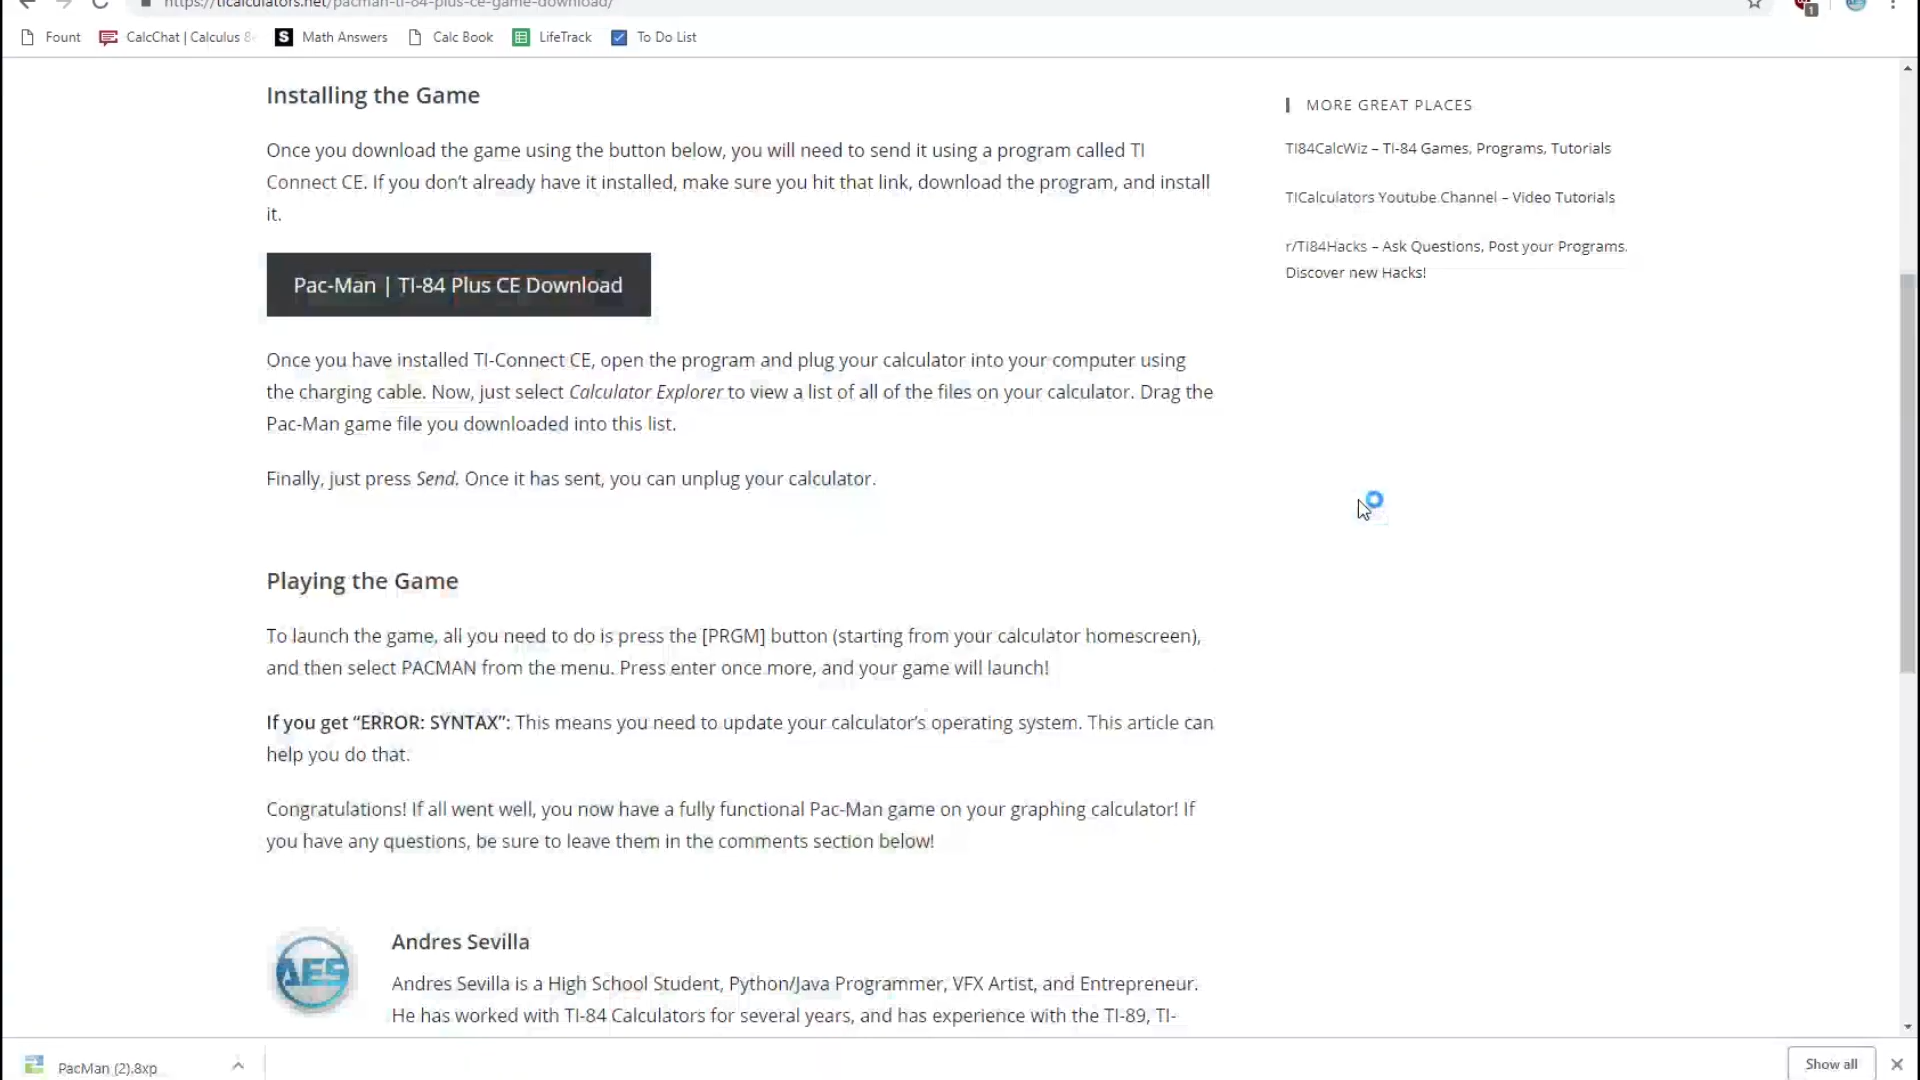 https://ticalculators.net/pacman-ti-84-plus-ce-game-download/
1
Fount
CalcChat | Calculus 8e
Math Answers
Calc Book
LifeTrack
To Do List
Installing the Game
Once you download the game using the button below, you will need to send it using a program called TI
Connect CE. If you don’t already have it installed, make sure you hit that link, download the program, and install
it.
Pac-Man | TI-84 Plus CE Download
Once you have installed TI-Connect CE, open the program and plug your calculator into your computer using
the charging cable. Now, just select Calculator Explorer to view a list of all of the files on your calculator. Drag the
Pac-Man game file you downloaded into this list.
Finally, just press Send. Once it has sent, you can unplug your calculator.
Playing the Game
To launch the game, all you need to do is press the [PRGM] button (starting from your calculator homescreen),
and then select PACMAN from the menu. Press enter once more, and your game will launch!
If you get “ERROR: SYNTAX”: This means you need to update your calculator’s operating system. This article can
help you do that.
Congratulations! If all went well, you now have a fully functional Pac-Man game on your graphing calculator! If
you have any questions, be sure to leave them in the comments section below!
AES
Andres Sevilla
Andres Sevilla is a High School Student, Python/Java Programmer, VFX Artist, and Entrepreneur.
He has worked with TI-84 Calculators for several years, and has experience with the TI-89, TI-
MORE GREAT PLACES
TI84CalcWiz – TI-84 Games, Programs, Tutorials
TICalculators Youtube Channel – Video Tutorials
r/Ti84Hacks – Ask Questions, Post your Programs.
Discover new Hacks!
PacMan (2).8xp
Show all